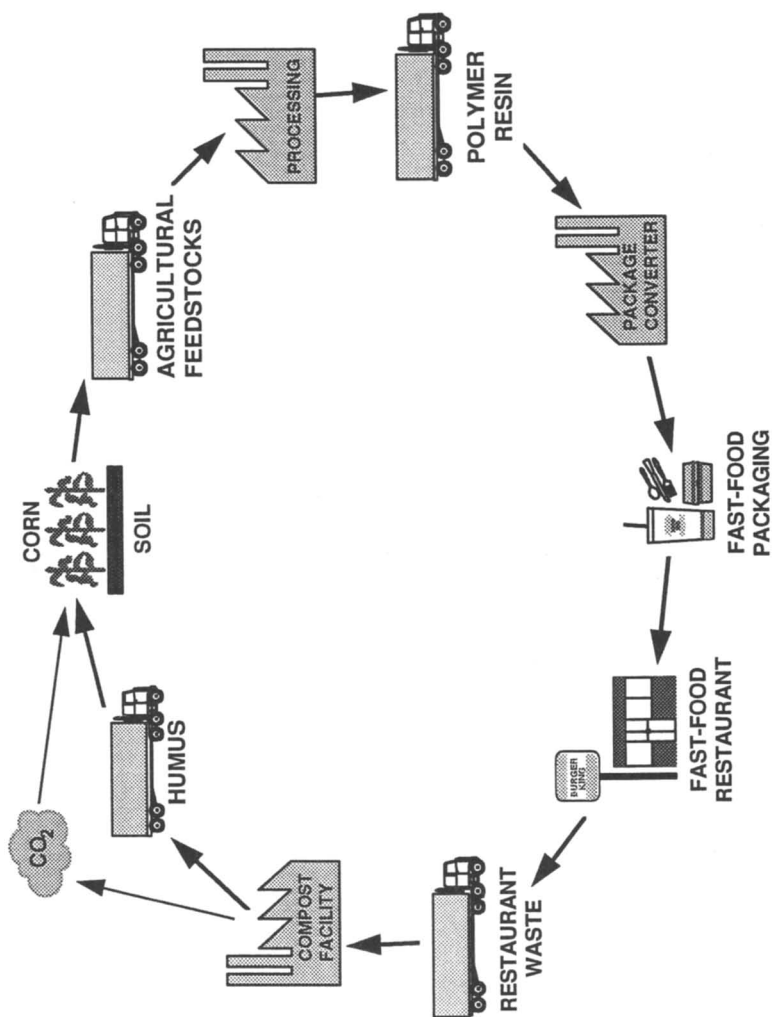 CORN
SOIL
AGRICULTURAL
FEEDSTOCKS
PROCESSING
POLYMER
RESIN
PACKAGE
CONVERTER
FAST-FOOD
PACKAGING
FAST-FOOD
RESTAURANT
BURGER
KING
RESTAURANT
WASTE
COMPOST
FACILITY
HUMUS
CO₂